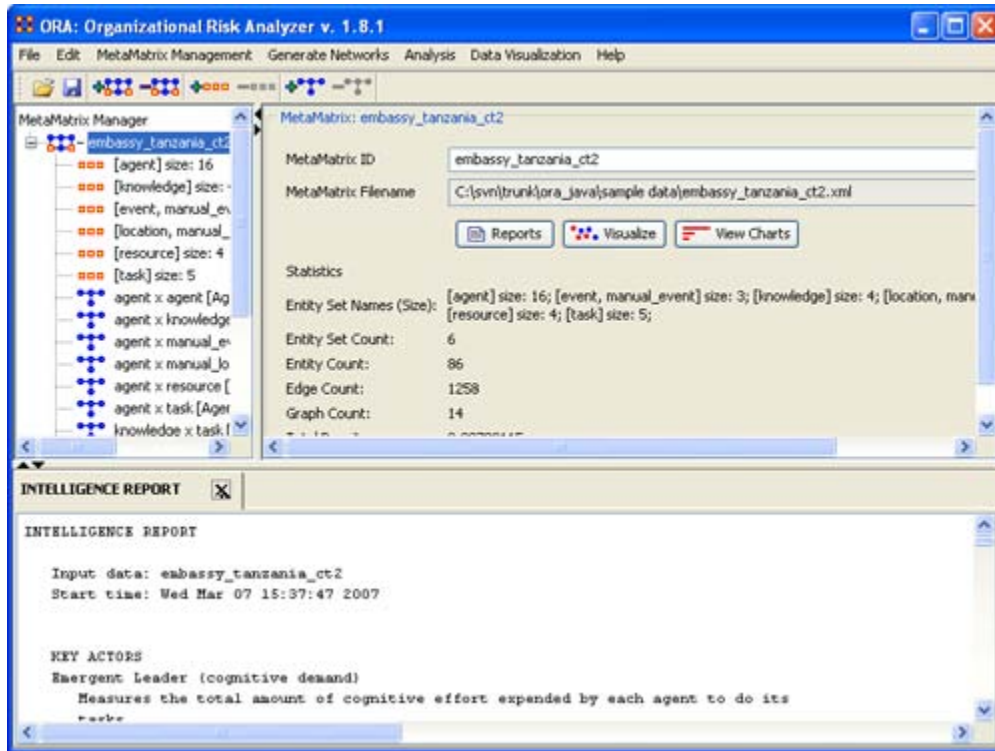 ORA: Organizational Risk Analyzer v. 1.8.1
File Edit MetaMatrix Management Generate Networks Analysis Data Visualization Help
MetaMatrix Manager
embassy_tanzania_ct2
[agent] size: 16
[knowledge] size:
[event, manual_ev
[location, manual_
[resource] size: 4
[task] size: 5
agent x agent [Ag
agent x knowledge
agent x manual_e
agent x manual_lo
agent x resource [
agent x task [Agen
knowledge x task [
MetaMatrix: embassy_tanzania_ct2
MetaMatrix ID embassy_tanzania_ct2
MetaMatrix Filename C:\svn\trunk\ora_java\sample data\embassy_tanzania_ct2.xml
Reports Visualize View Charts
Statistics
Entity Set Names (Size): [agent] size: 16; [event, manual_event] size: 3; [knowledge] size: 4; [location, manu
[resource] size: 4; [task] size: 5;
Entity Set Count: 6
Entity Count: 86
Edge Count: 1258
Graph Count: 14
INTELLIGENCE REPORT
INTELLIGENCE REPORT
Input data: embassy_tanzania_ct2
Start time: Wed Mar 07 15:37:47 2007
KEY ACTORS
Emergent Leader (cognitive demand)
Measures the total amount of cognitive effort expended by each agent to do its
tasks